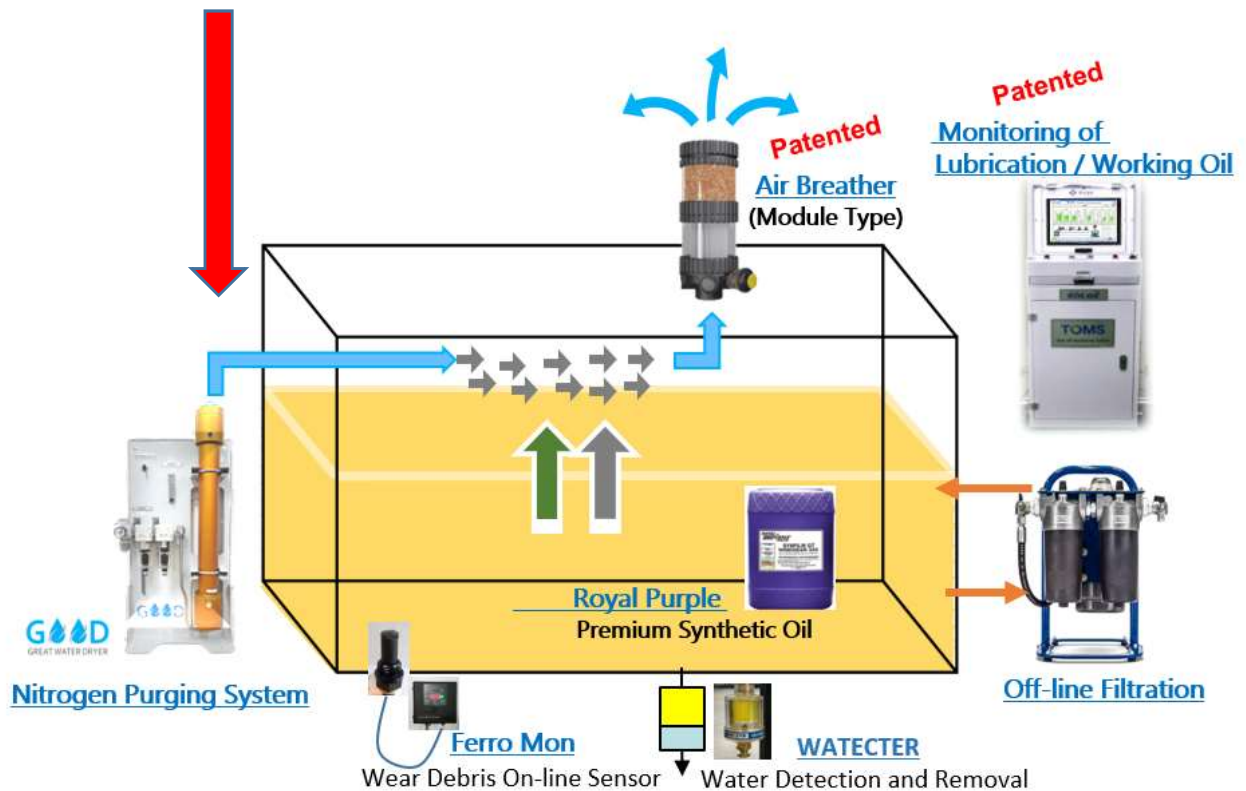 Patented
Monitoring of
Lubrication / Working Oil
Patented
Air Breather
(Module Type)
TOMS
Royal Purple
Premium Synthetic Oil
GOOD
GREAT WATER DRYER
GOOD
Nitrogen Purging System
Off-line Filtration
Ferro Mon
Wear Debris On-line Sensor
WATECTER
Water Detection and Removal